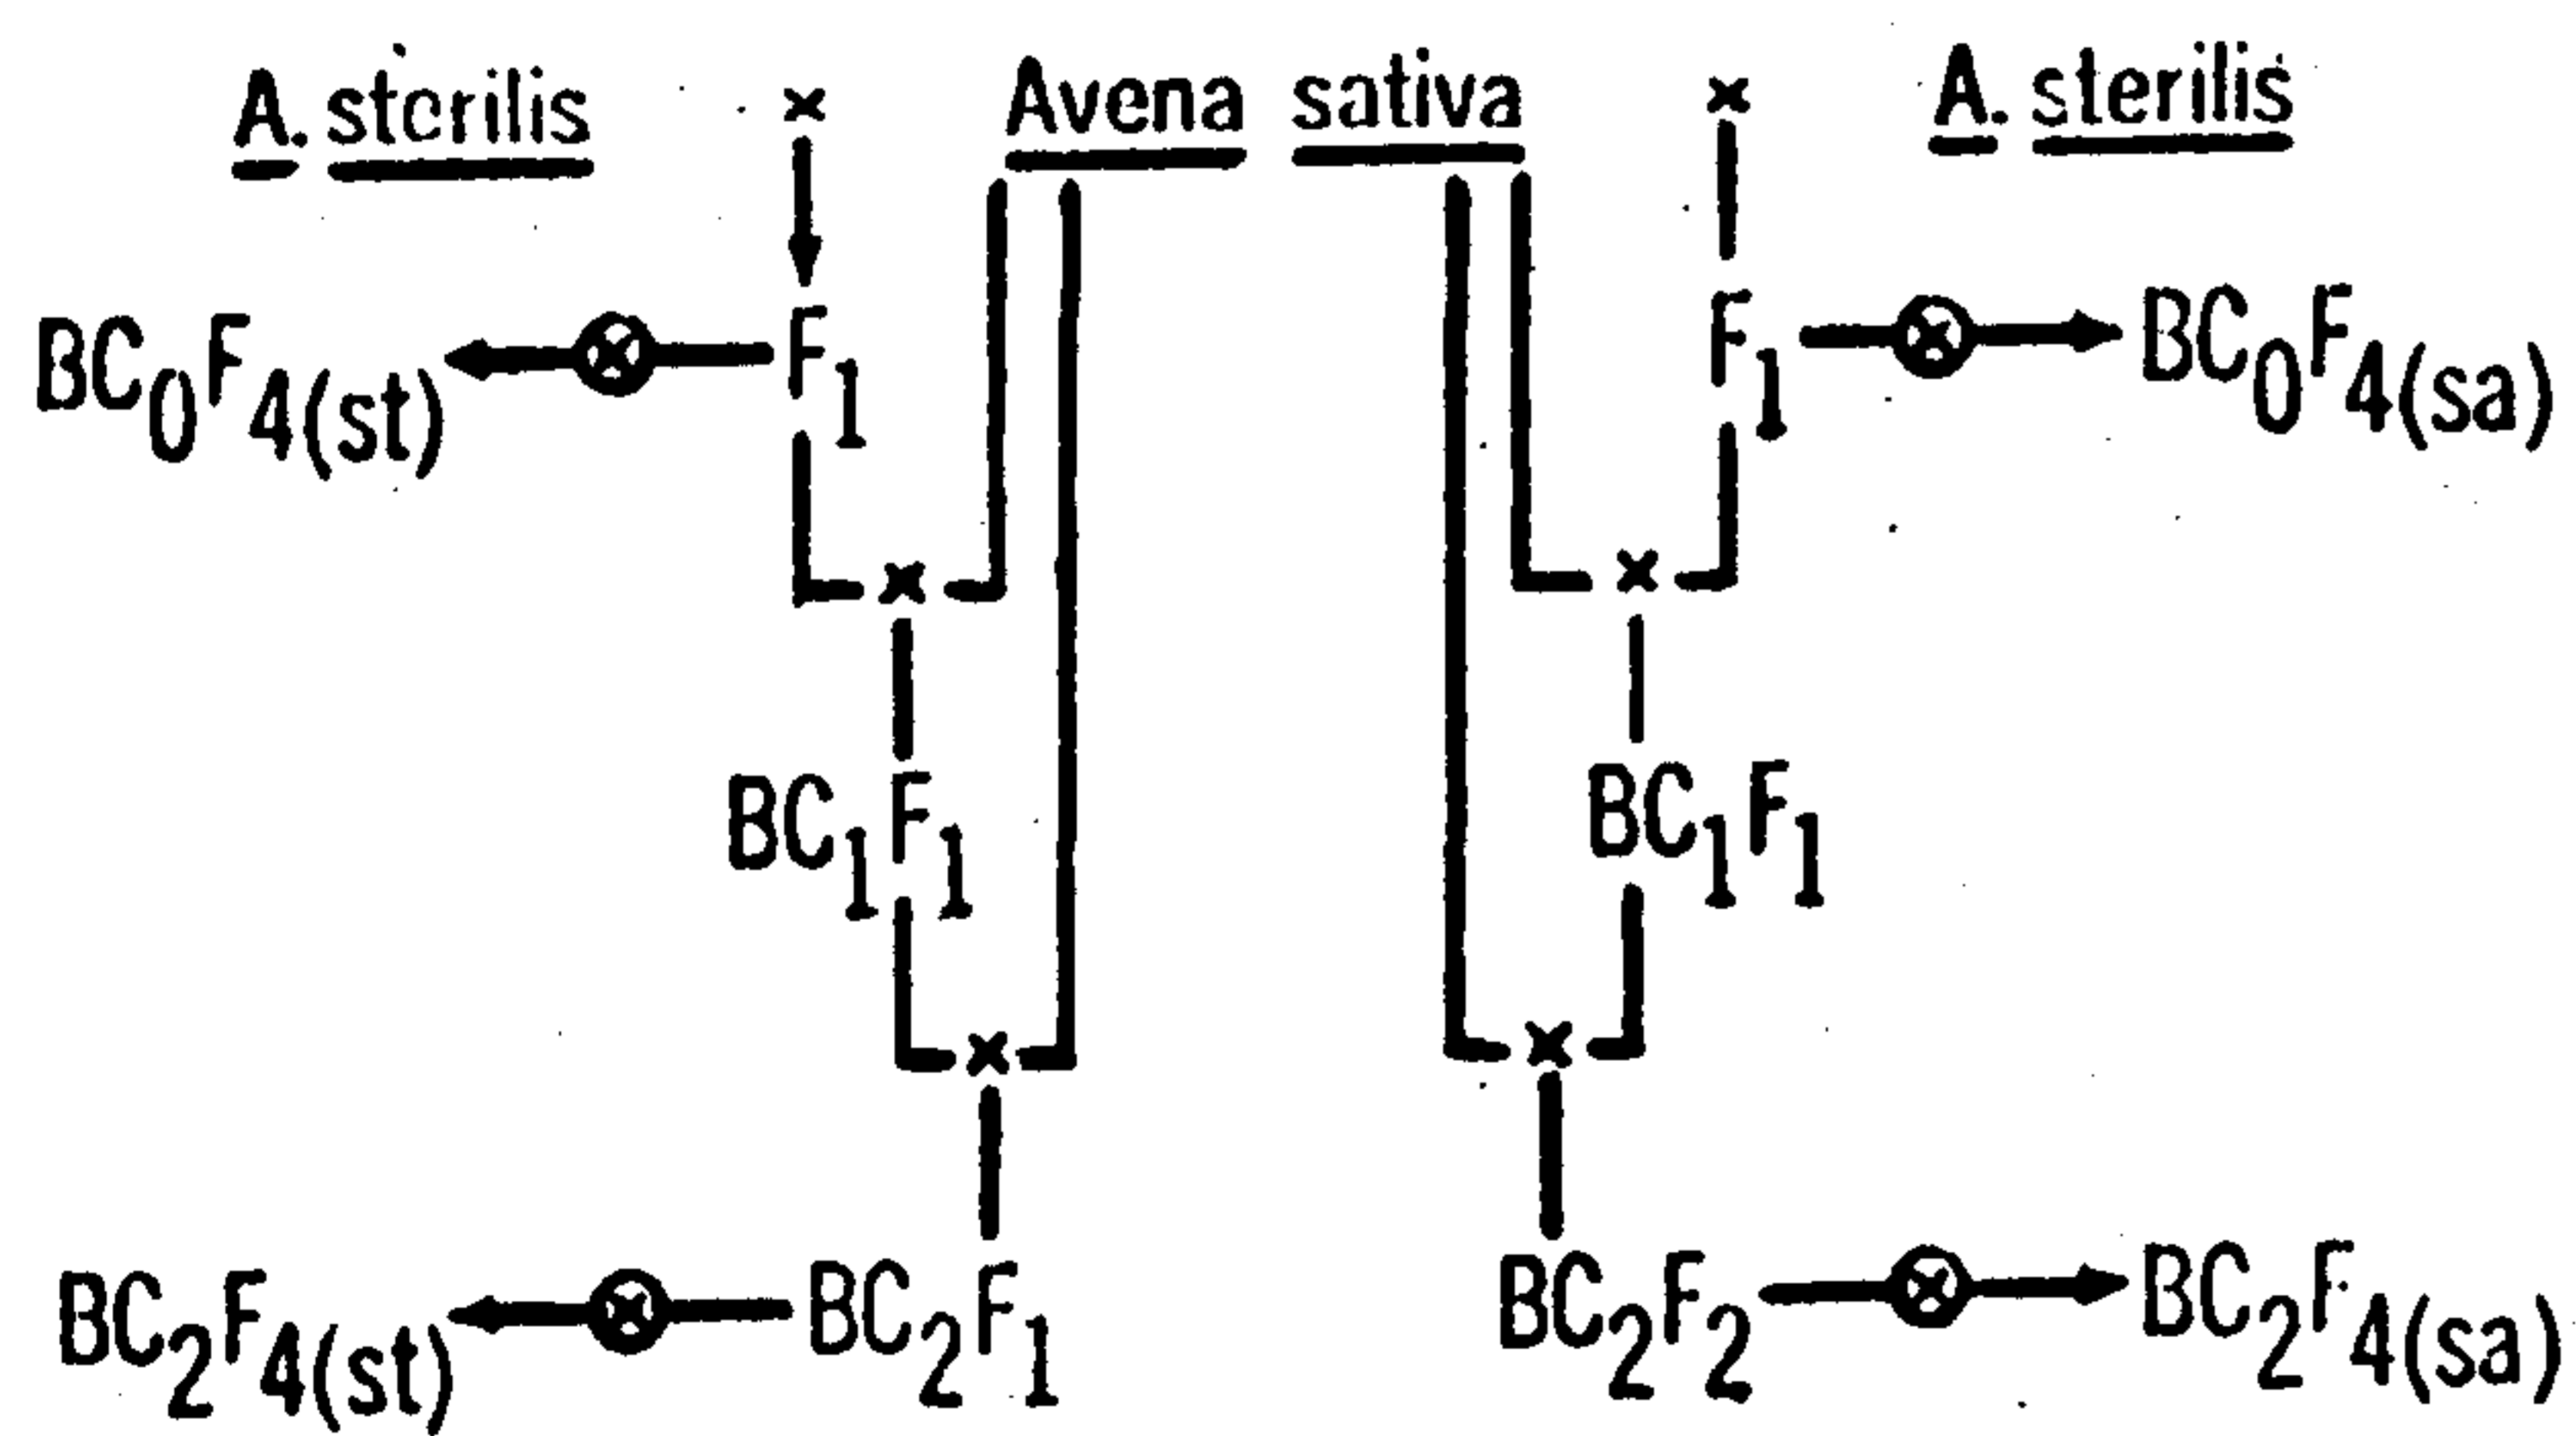 A. sterilis × Avena sativa × A. sterilis
BC₀F₄(st) ⊗ F₁ F₁ ⊗ BC₀F₄(sa)
× ×
BC₁F₁ BC₁F₁
× ×
BC₂F₄(st) ⊗ BC₂F₁ BC₂F₂ ⊗ BC₂F₄(sa)